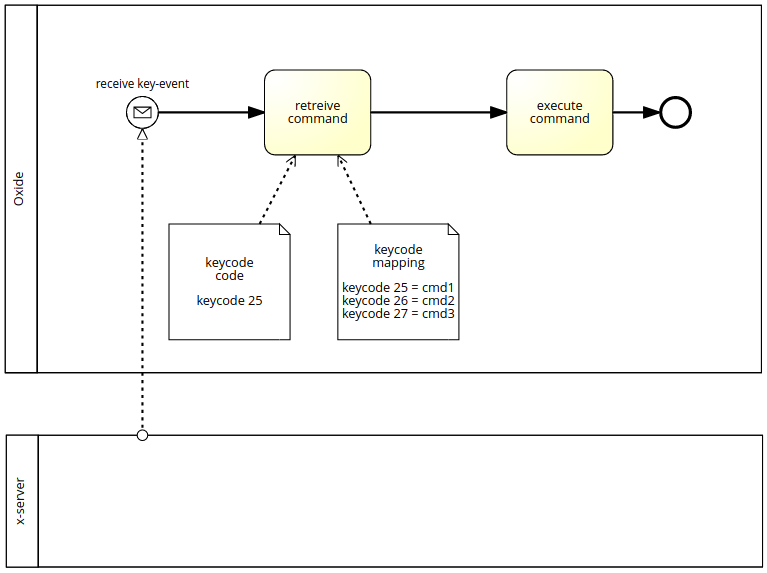 Oxide
receive key-event
retreive
command
execute
command
keycode
code
keycode 25
keycode
mapping
keycode 25 = cmd1
keycode 26 = cmd2
keycode 27 = cmd3
x-server